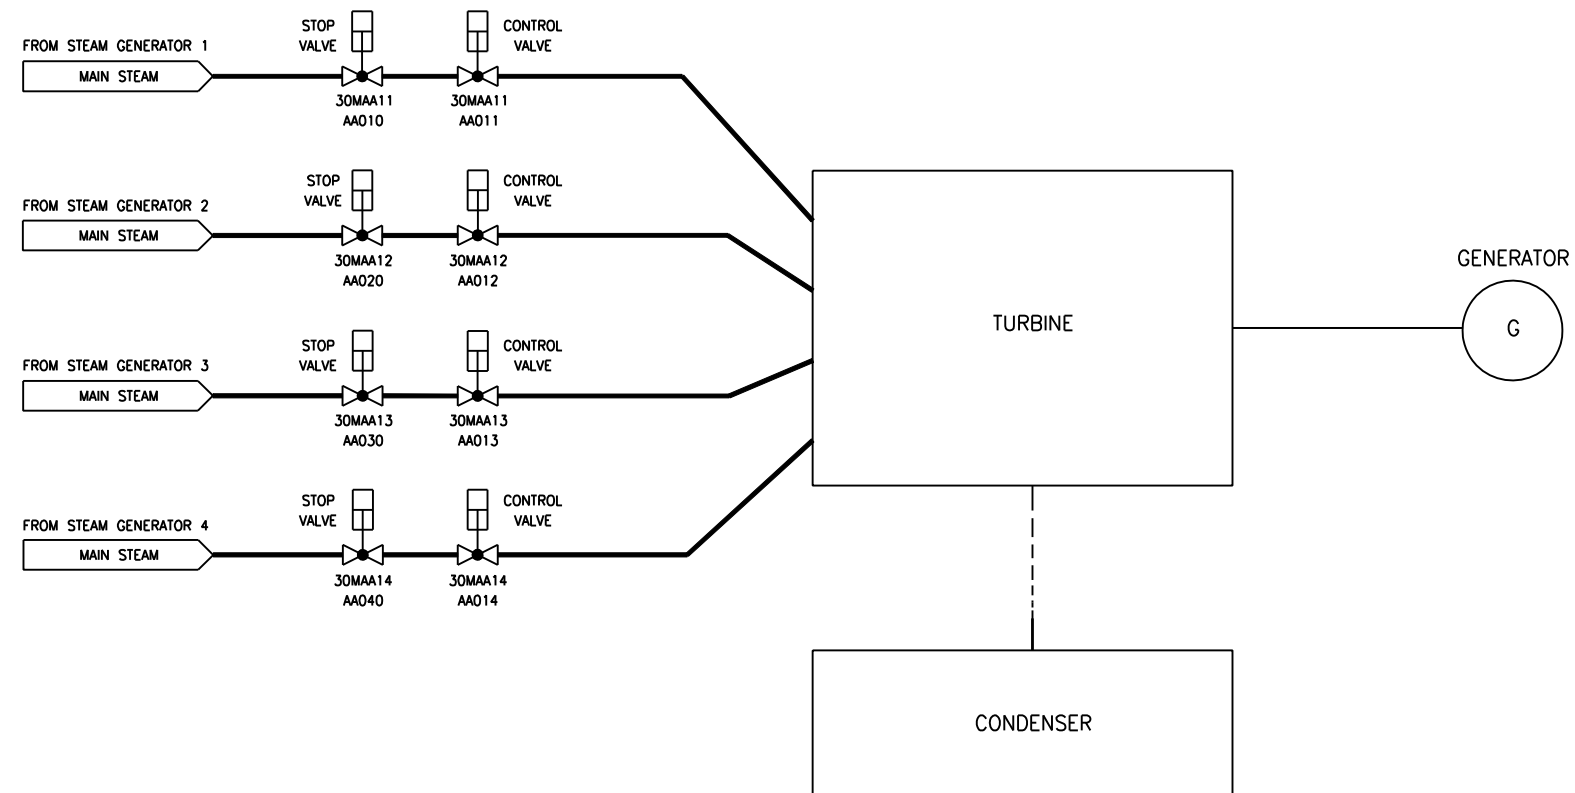 STOP
VALVE
CONTROL
VALVE
FROM STEAM GENERATOR 1
MAIN STEAM
30MAA11
AA010
30MAA11
AA011
STOP
VALVE
CONTROL
VALVE
FROM STEAM GENERATOR 2
MAIN STEAM
30MAA12
AA020
30MAA12
AA012
STOP
VALVE
CONTROL
VALVE
FROM STEAM GENERATOR 3
MAIN STEAM
30MAA13
AA030
30MAA13
AA013
STOP
VALVE
CONTROL
VALVE
FROM STEAM GENERATOR 4
MAIN STEAM
30MAA14
AA040
30MAA14
AA014
TURBINE
GENERATOR
G
CONDENSER